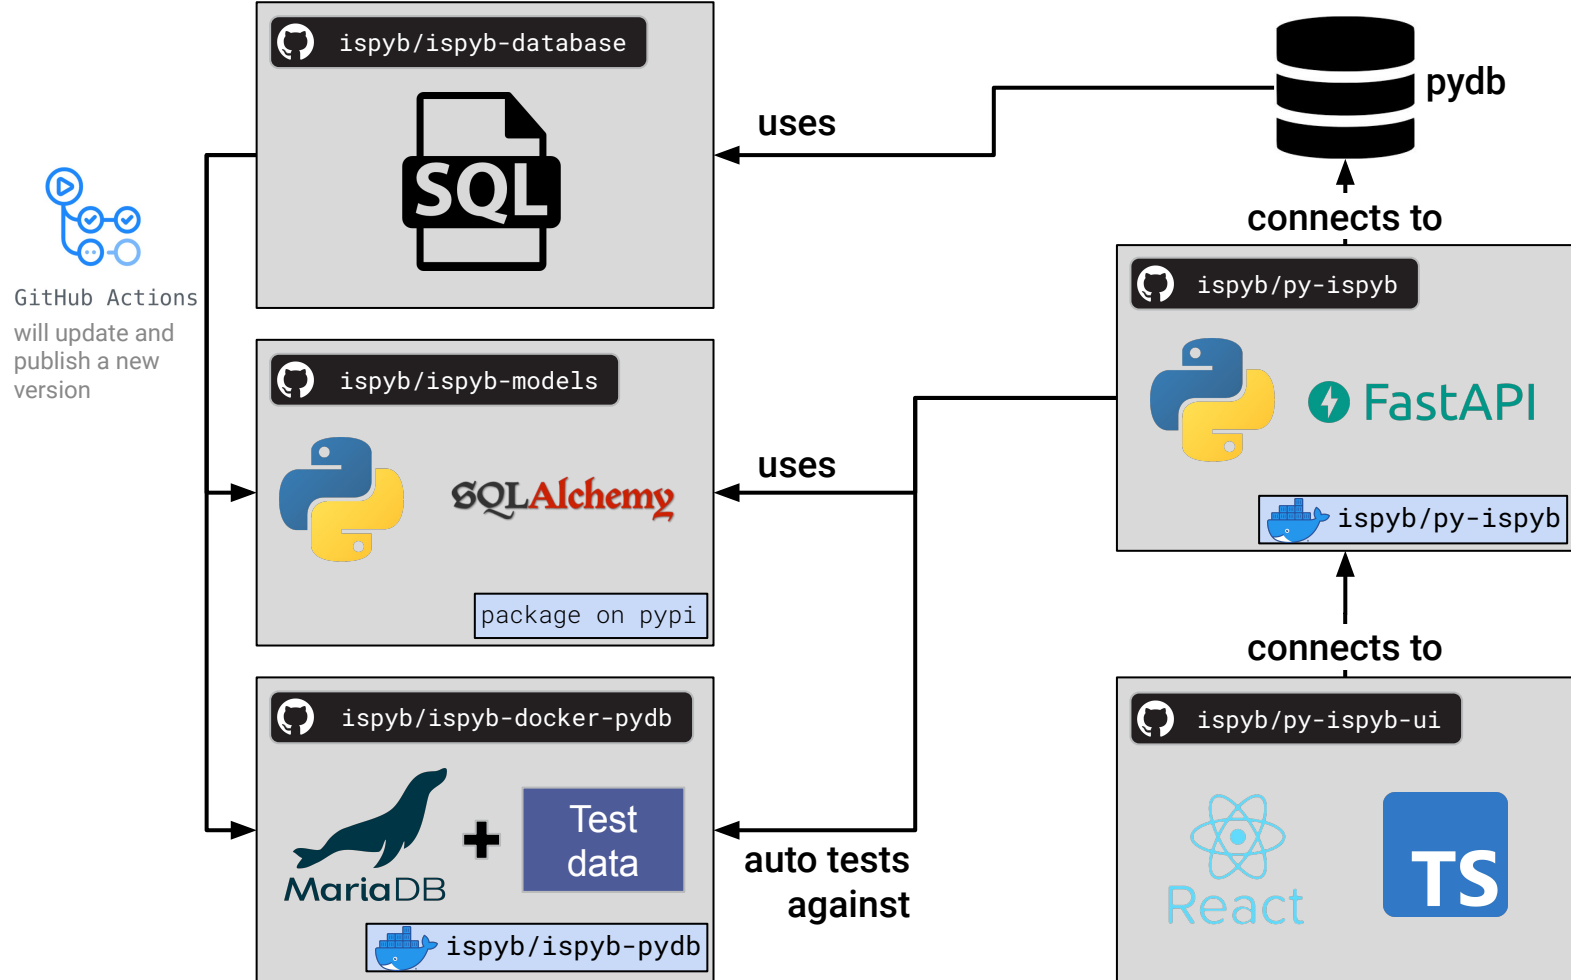 ispyb/ispyb-database
SQL
uses
pydb
connects to
GitHub Actions
will update and
publish a new
version
ispyb/ispyb-models
SQLAlchemy
package on pypi
uses
ispyb/py-ispyb
FastAPI
ispyb/py-ispyb
connects to
ispyb/ispyb-docker-pydb
MariaDB
Test
data
ispyb/ispyb-pydb
auto tests
against
ispyb/py-ispyb-ui
React
TS